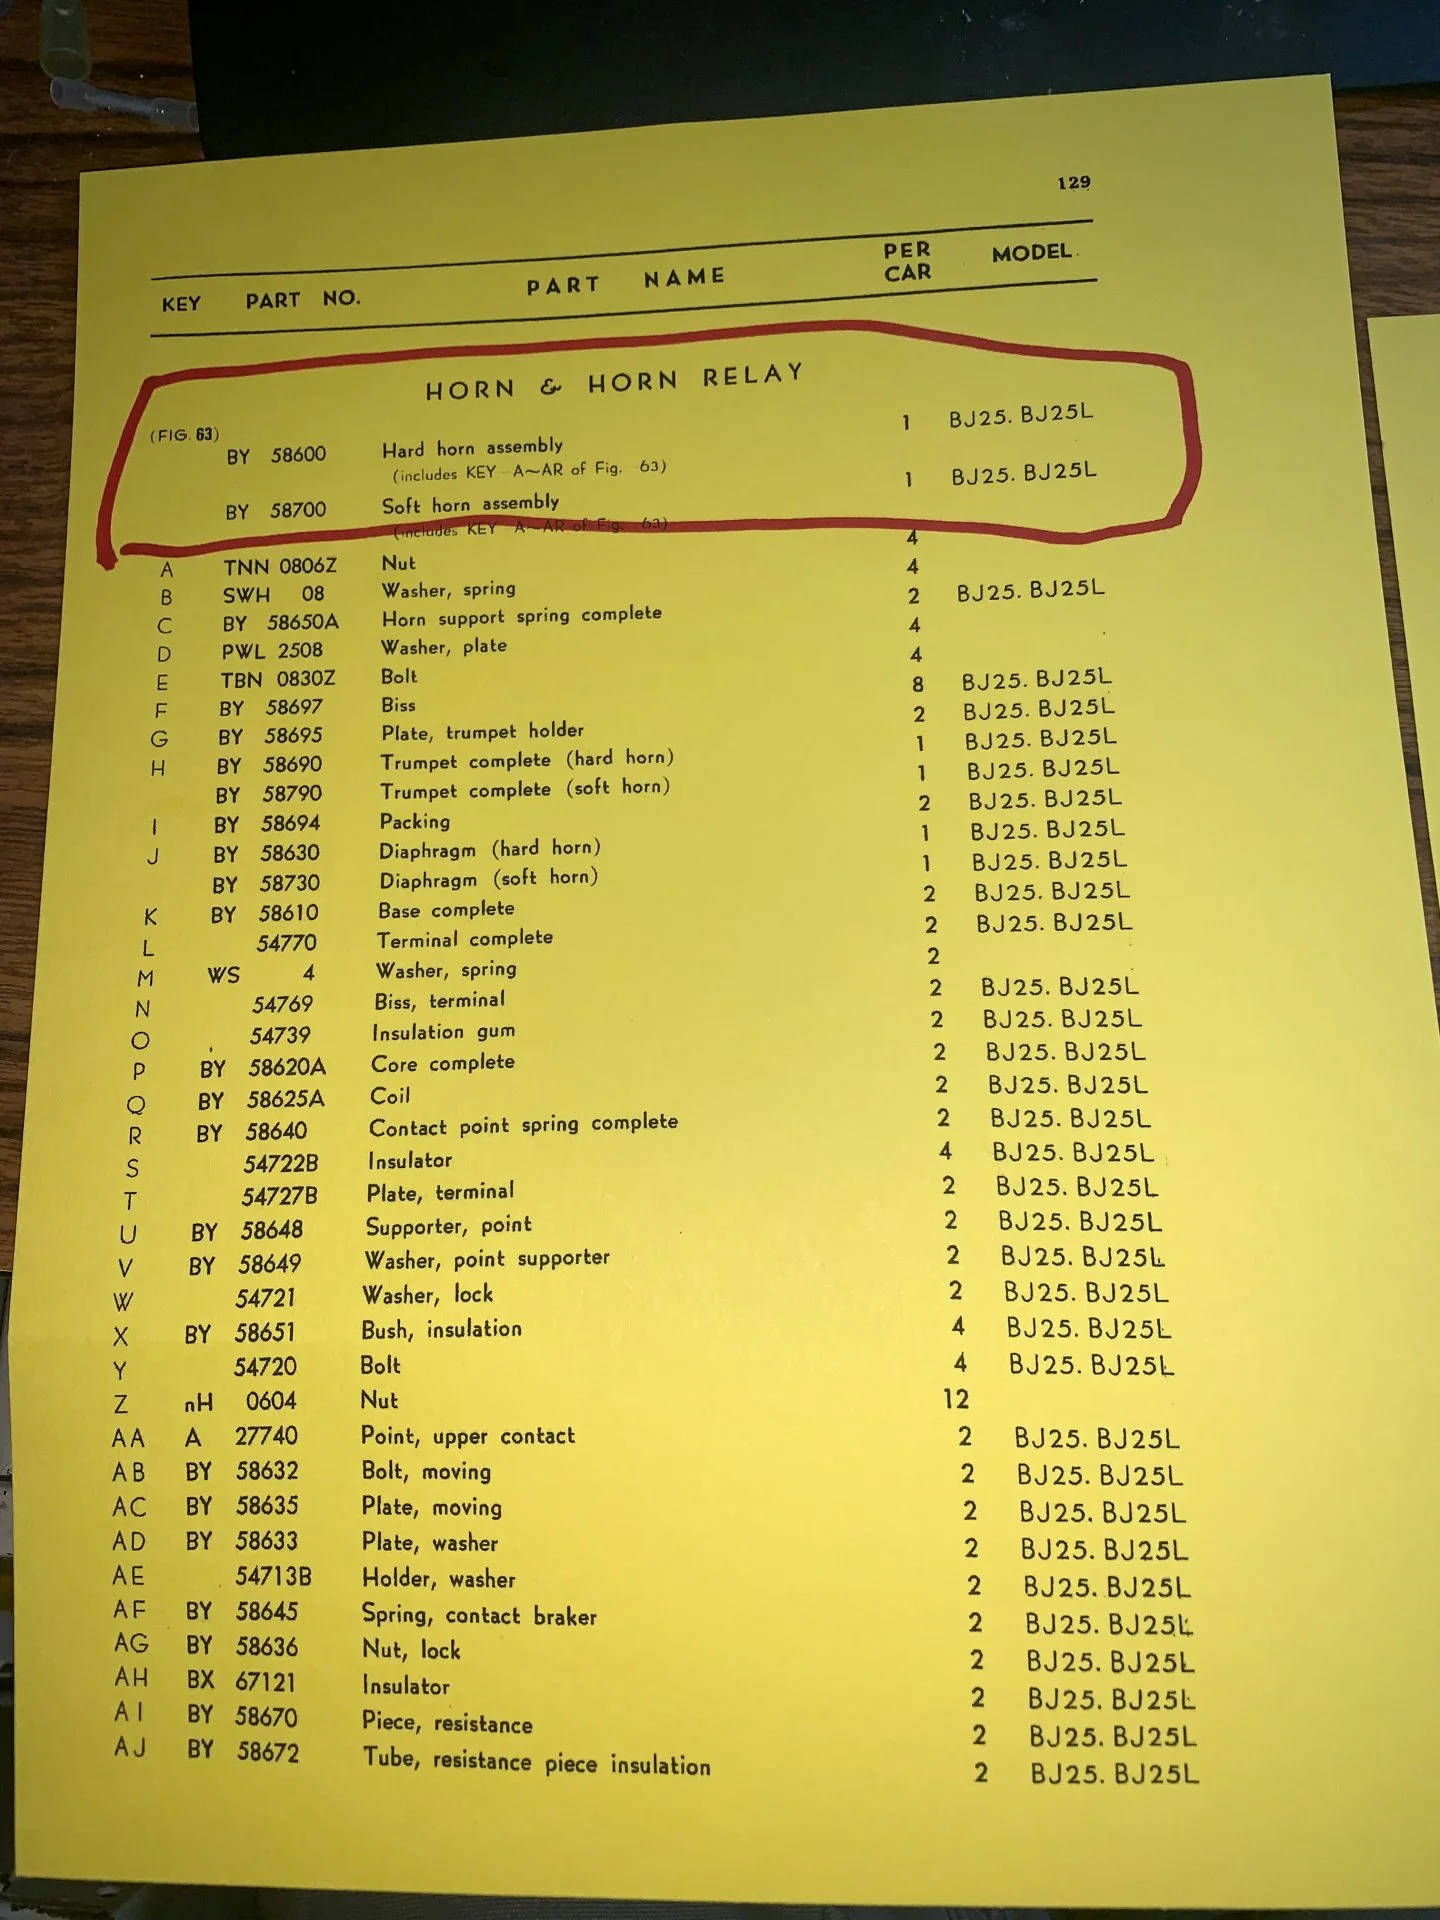 129
KEY PART NO. PART NAME PER CAR MODEL
HORN & HORN RELAY
(FIG. 63)
BY 58600 Hard horn assembly 1 BJ25. BJ25L
(includes KEY A~AR of Fig. 63)
BY 58700 Soft horn assembly 1 BJ25. BJ25L
(includes KEY A~AR of Fig. 63)
A TNN 0806Z Nut 4
B SWH 08 Washer, spring 4
C BY 58650A Horn support spring complete 2 BJ25. BJ25L
D PWL 2508 Washer, plate 4
E TBN 0830Z Bolt 4
F BY 58697 Biss 8 BJ25. BJ25L
G BY 58695 Plate, trumpet holder 2 BJ25. BJ25L
H BY 58690 Trumpet complete (hard horn) 1 BJ25. BJ25L
BY 58790 Trumpet complete (soft horn) 1 BJ25. BJ25L
I BY 58694 Packing 2 BJ25. BJ25L
J BY 58630 Diaphragm (hard horn) 1 BJ25. BJ25L
BY 58730 Diaphragm (soft horn) 1 BJ25. BJ25L
K BY 58610 Base complete 2 BJ25. BJ25L
L 54770 Terminal complete 2 BJ25. BJ25L
M WS 4 Washer, spring 2
N 54769 Biss, terminal 2 BJ25. BJ25L
O 54739 Insulation gum 2 BJ25. BJ25L
P BY 58620A Core complete 2 BJ25. BJ25L
Q BY 58625A Coil 2 BJ25. BJ25L
R BY 58640 Contact point spring complete 2 BJ25. BJ25L
S 54722B Insulator 4 BJ25. BJ25L
T 54727B Plate, terminal 2 BJ25. BJ25L
U BY 58648 Supporter, point 2 BJ25. BJ25L
V BY 58649 Washer, point supporter 2 BJ25. BJ25L
W 54721 Washer, lock 2 BJ25. BJ25L
X BY 58651 Bush, insulation 4 BJ25. BJ25L
Y 54720 Bolt 4 BJ25. BJ25L
Z nH 0604 Nut 12
AA A 27740 Point, upper contact 2 BJ25. BJ25L
AB BY 58632 Bolt, moving 2 BJ25. BJ25L
AC BY 58635 Plate, moving 2 BJ25. BJ25L
AD BY 58633 Plate, washer 2 BJ25. BJ25L
AE 54713B Holder, washer 2 BJ25. BJ25L
AF BY 58645 Spring, contact braker 2 BJ25. BJ25L
AG BY 58636 Nut, lock 2 BJ25. BJ25L
AH BX 67121 Insulator 2 BJ25. BJ25L
AI BY 58670 Piece, resistance 2 BJ25. BJ25L
AJ BY 58672 Tube, resistance piece insulation 2 BJ25. BJ25L